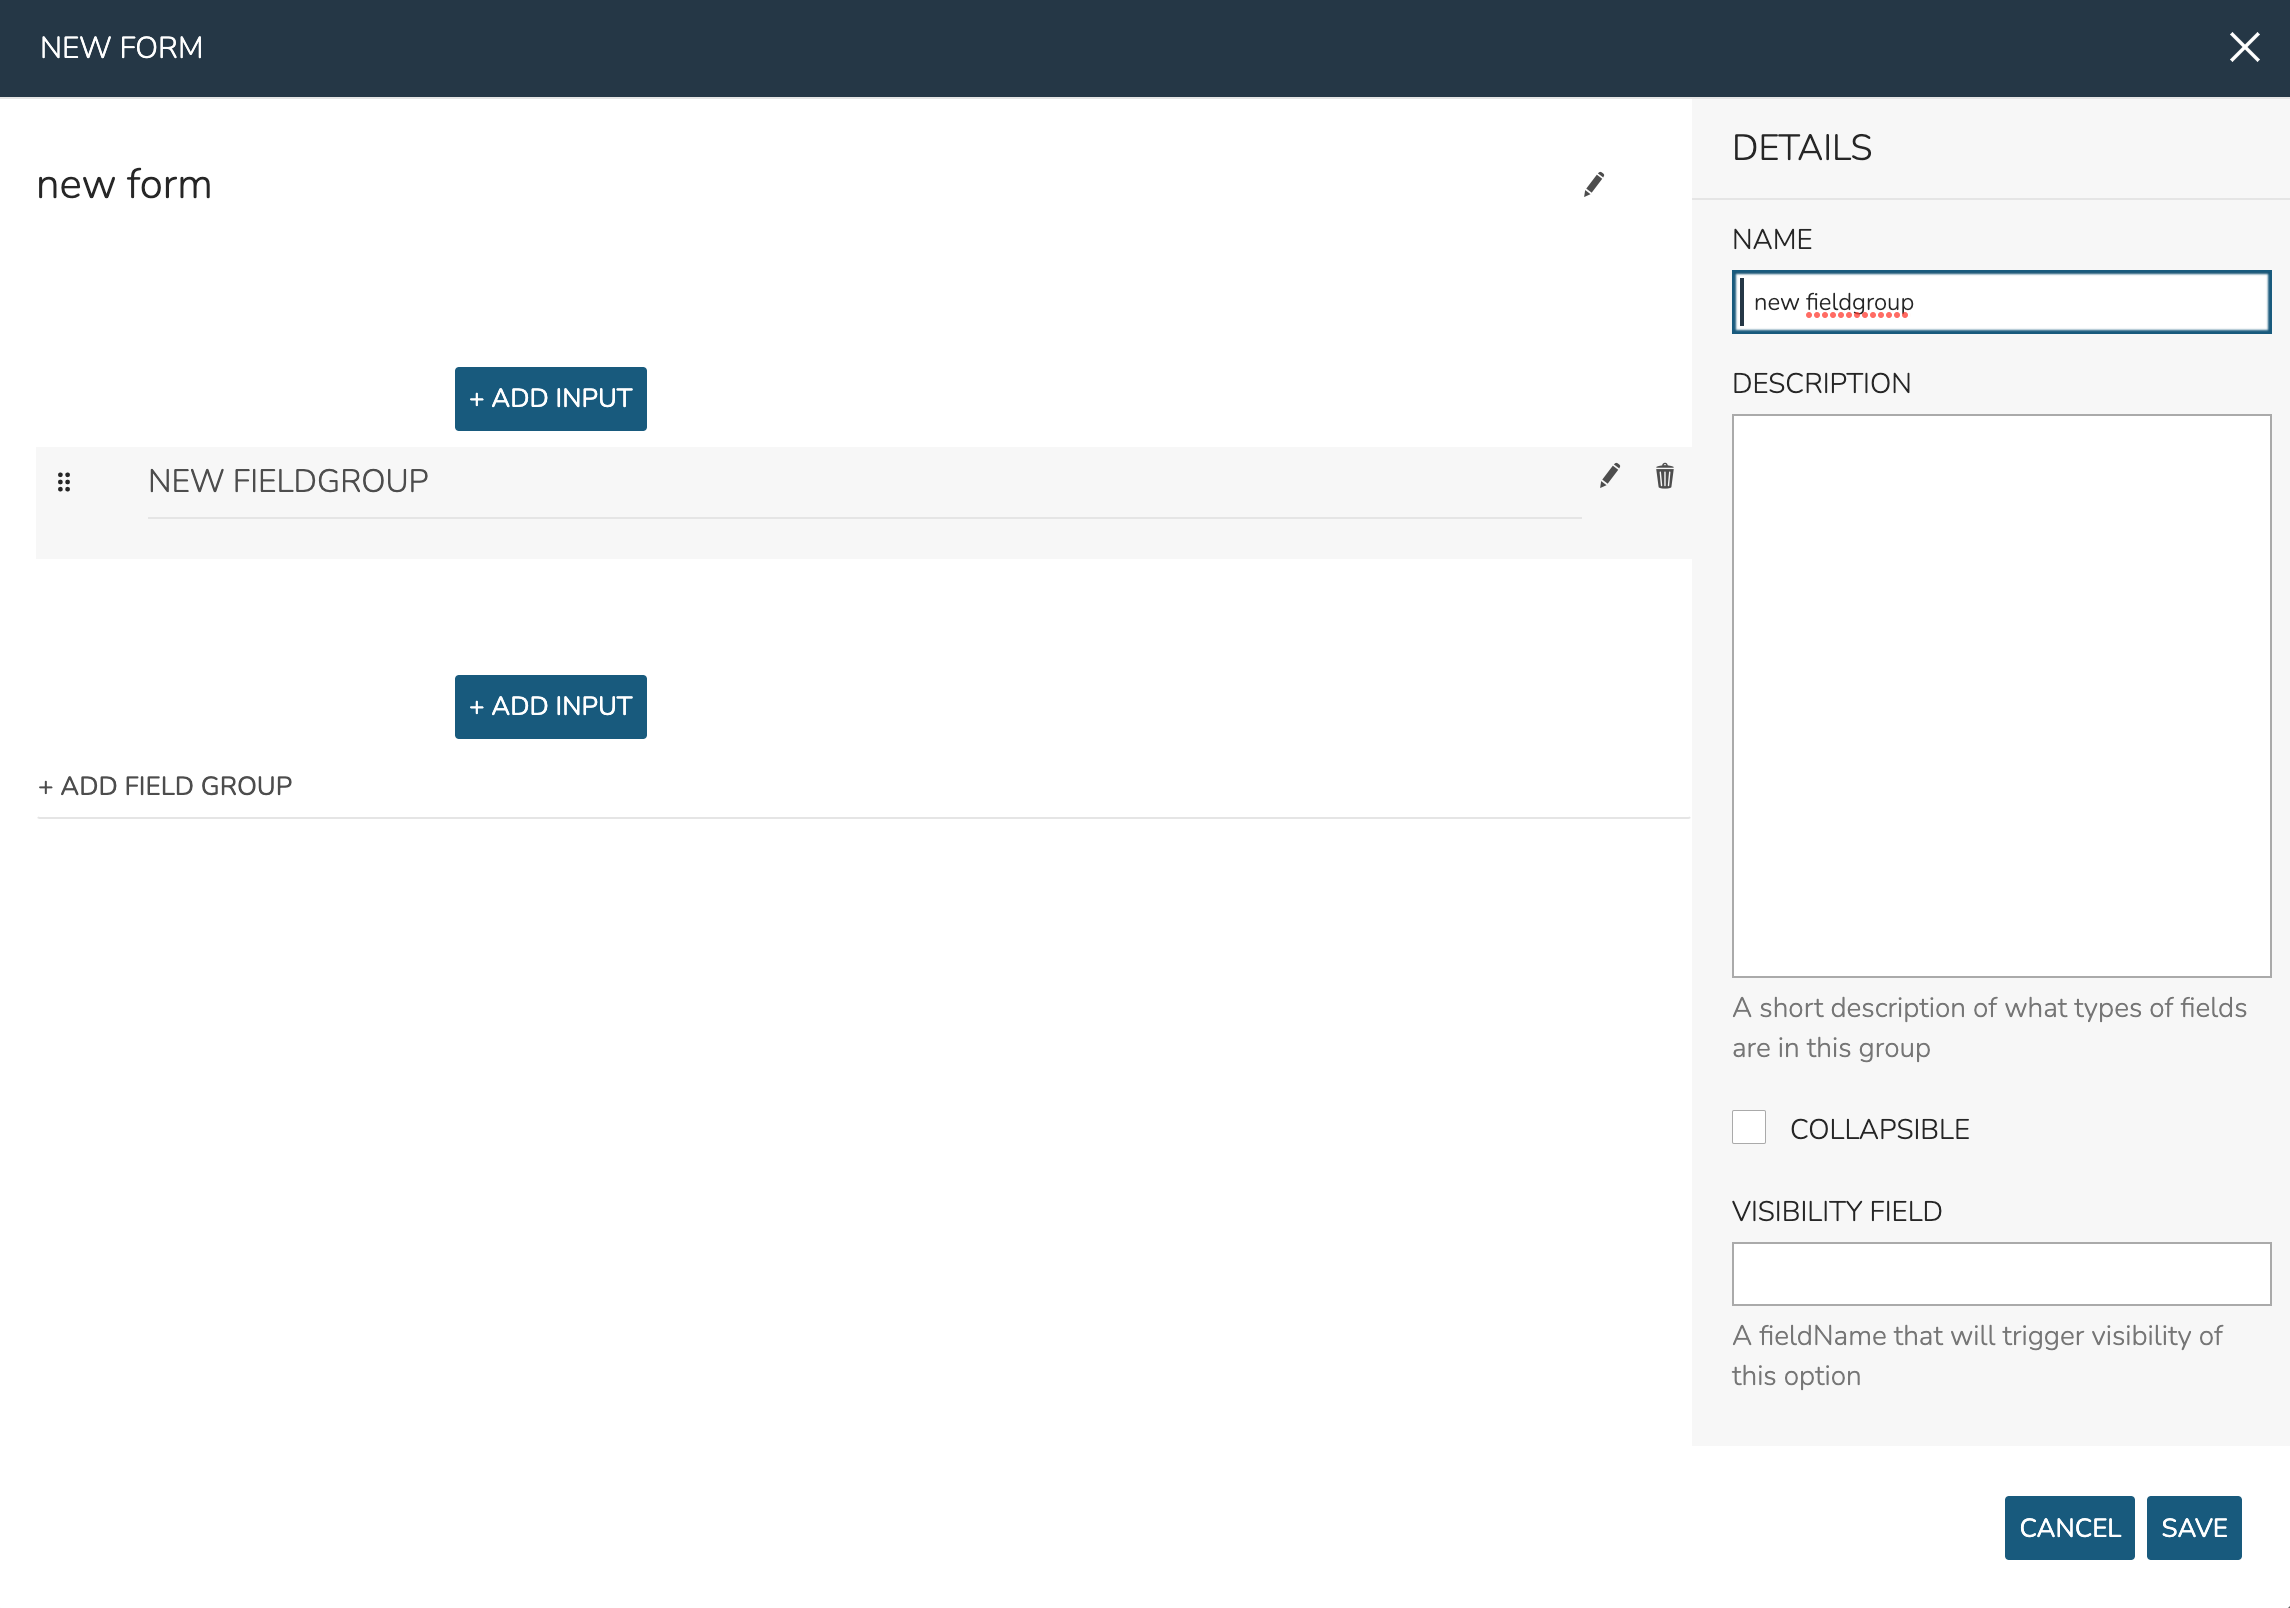 NEW FORM
new form
+ ADD INPUT
NEW FIELDGROUP
+ ADD INPUT
+ ADD FIELD GROUP
DETAILS
NAME
new fieldgroup
DESCRIPTION
A short description of what types of fields
are in this group
COLLAPSIBLE
VISIBILITY FIELD
A fieldName that will trigger visibility of
this option
CANCEL SAVE